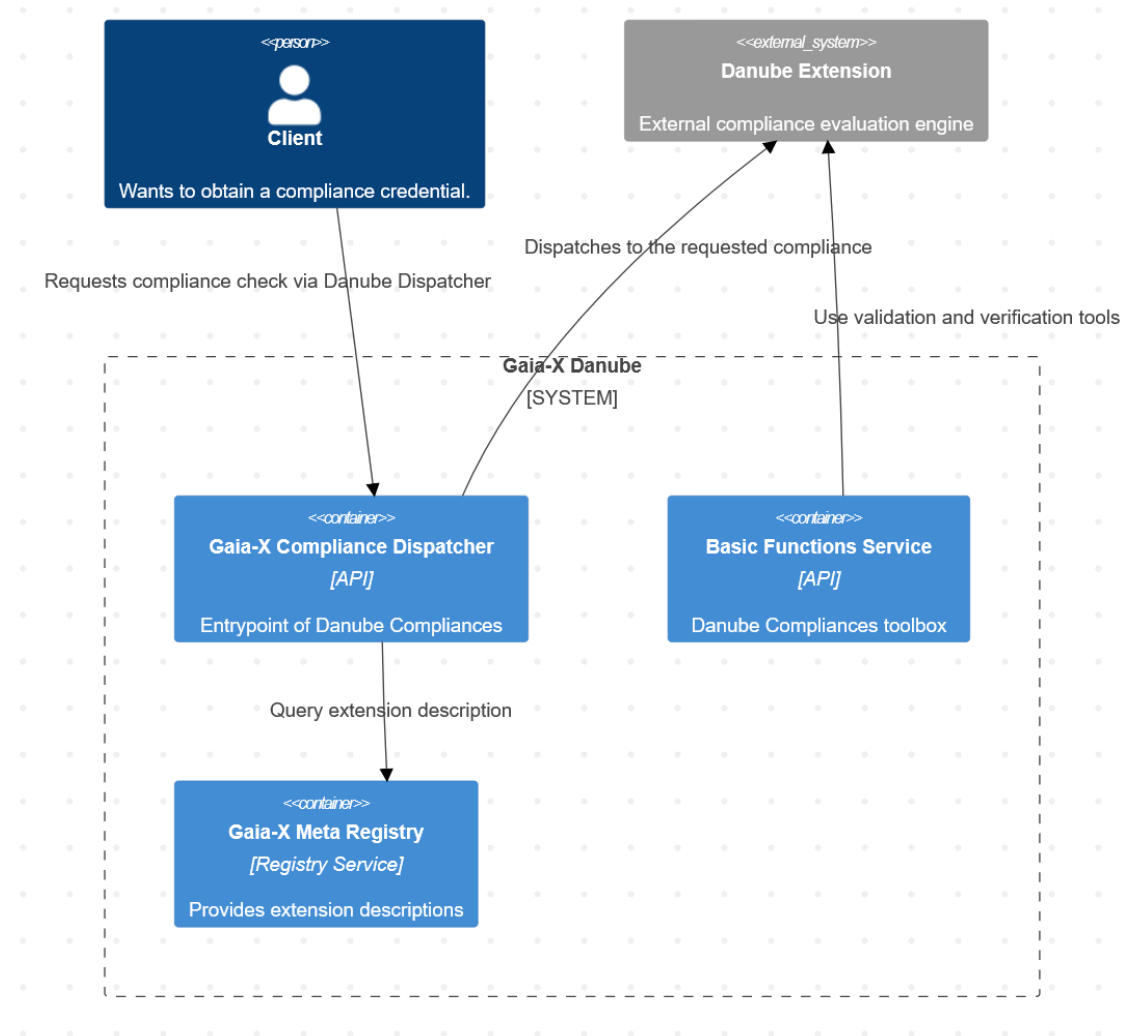 <<person>>
Client
Wants to obtain a compliance credential.
<<external_system>>
Danube Extension
External compliance evaluation engine
Dispatches to the requested compliance
Requests compliance check via Danube Dispatcher
Use validation and verification tools
Gaia-X Danube
[SYSTEM]
<<container>>
Gaia-X Compliance Dispatcher
[API]
Entrypoint of Danube Compliances
<<container>>
Basic Functions Service
[API]
Danube Compliances toolbox
Query extension description
<<container>>
Gaia-X Meta Registry
[Registry Service]
Provides extension descriptions